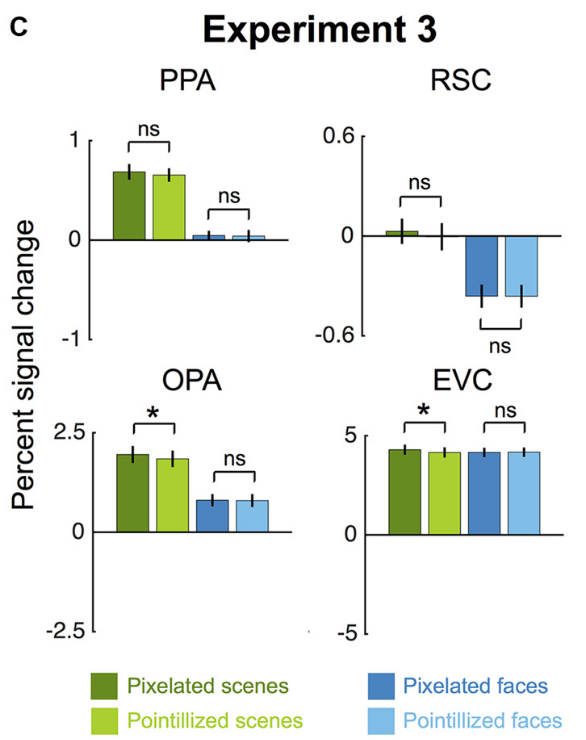 C
Experiment 3
PPA
RSC
Percent signal change
1
0
-1
ns
ns
0.6
0
-0.6
ns
ns
OPA
EVC
2.5
0
-2.5
*
ns
5
0
-5
*
ns
Pixelated scenes
Pointillized scenes
Pixelated faces
Pointillized faces